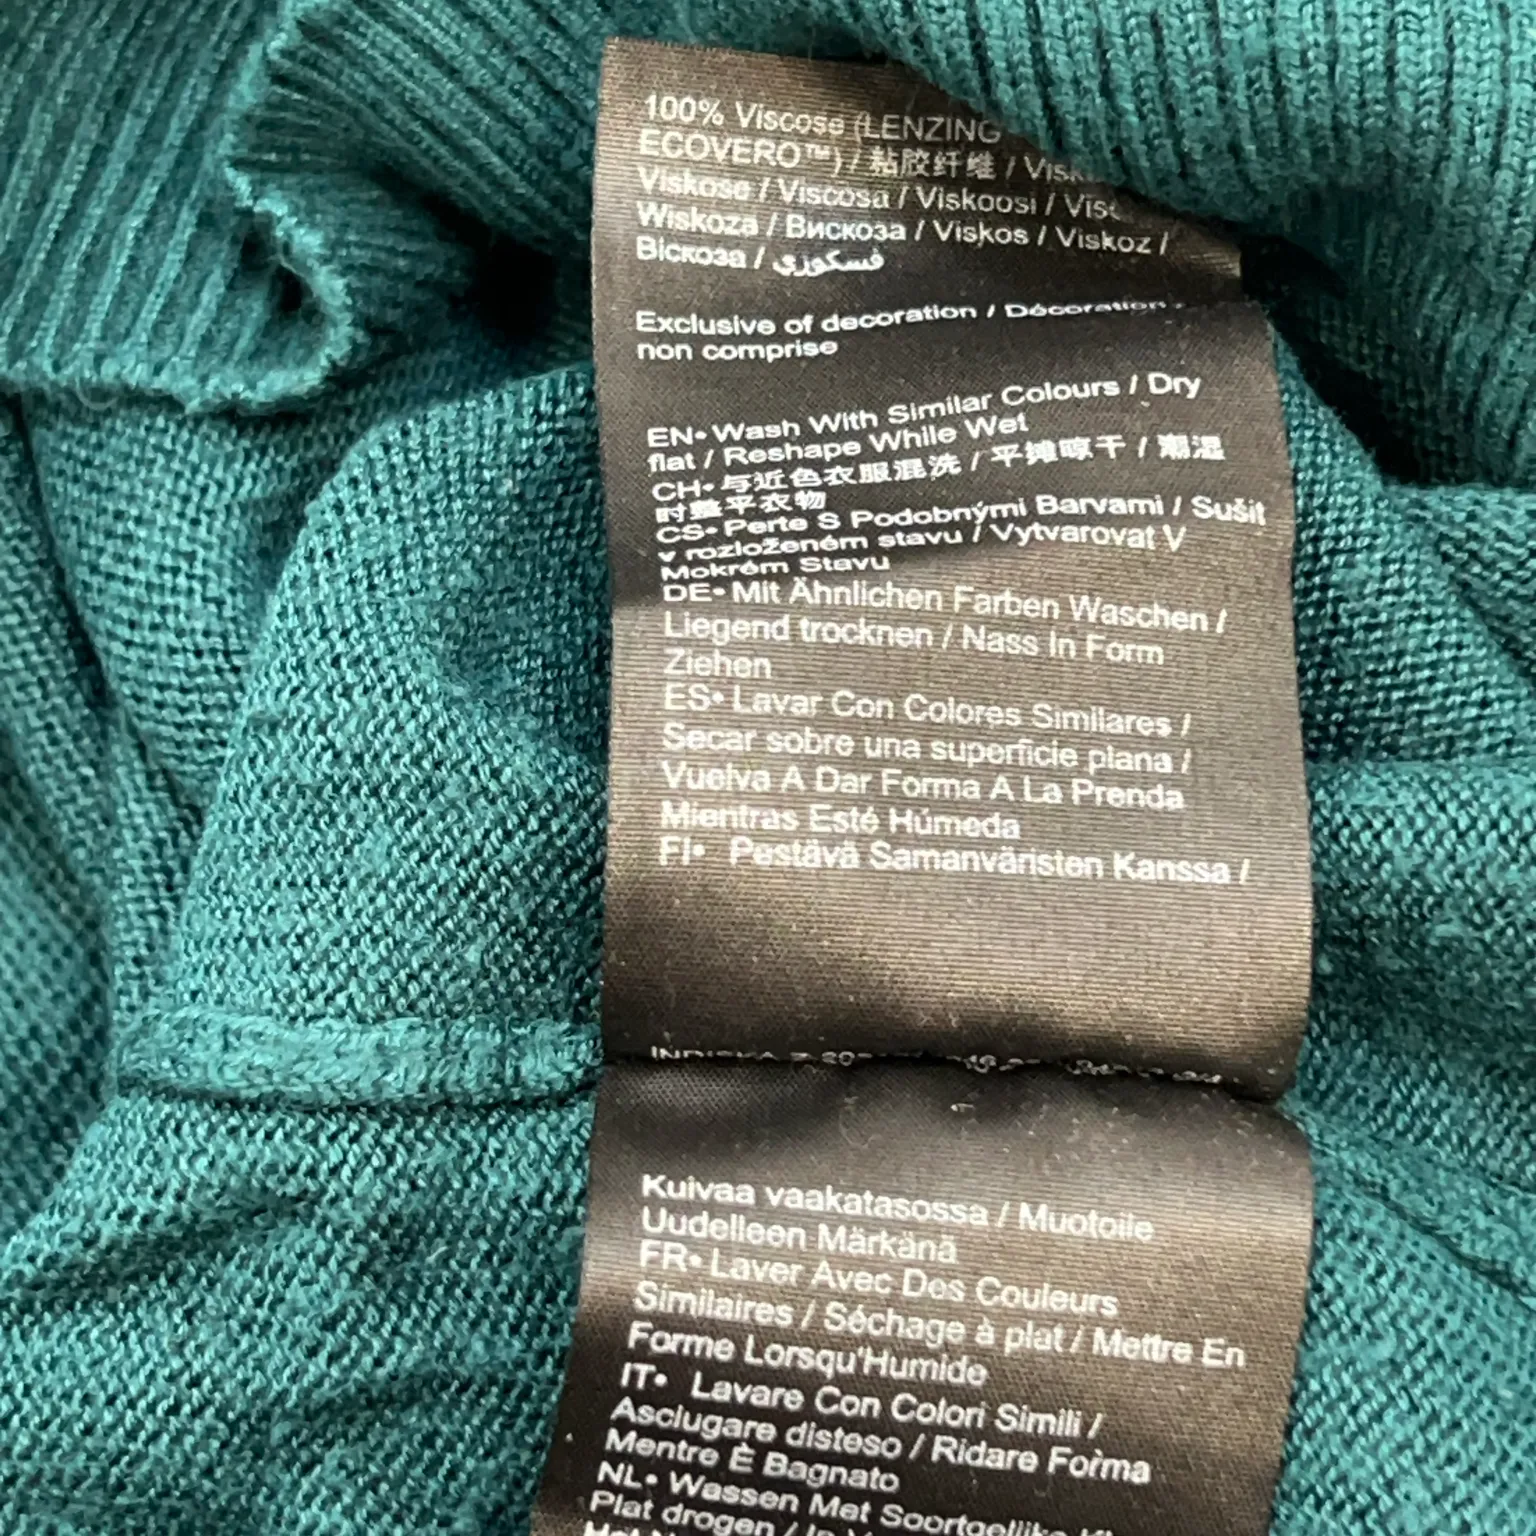 100% Viscose (LENZING
ECOVERO™) / 粘胶纤维 /
Viskose / Viscosa / Viskoosi /
Wiskoza / Вискоза / Viskos / Viskoz /
Віскоза / فسكوزي
Exclusive of decoration / Décoration
non comprise
EN• Wash With Similar Colours / Dry
flat / Reshape While Wet
CH• 与近色衣服混洗 / 平摊晾干 / 潮湿
时整平衣物
CS• Perte S Podobnými Barvami / Sušit
v rozloženém stavu / Vytvarovat V
Mokrém Stavu
DE• Mit Ähnlichen Farben Waschen /
Liegend trocknen / Nass In Form
Ziehen
ES• Lavar Con Colores Similares /
Secar sobre una superficie plana /
Vuelva A Dar Forma A La Prenda
Mientras Esté Húmeda
FI• Pestävä Samanväristen Kanssa /
Kuivaa vaakatasossa / Muotoile
Uudelleen Märkänä
FR• Laver Avec Des Couleurs
Similaires / Séchage à plat / Mettre En
Forme Lorsqu'Humide
IT• Lavare Con Colori Simili /
Asciugare disteso / Ridare Forma
Mentre È Bagnato
NL• Wassen Met Soortgelijke
Plat drogen / In